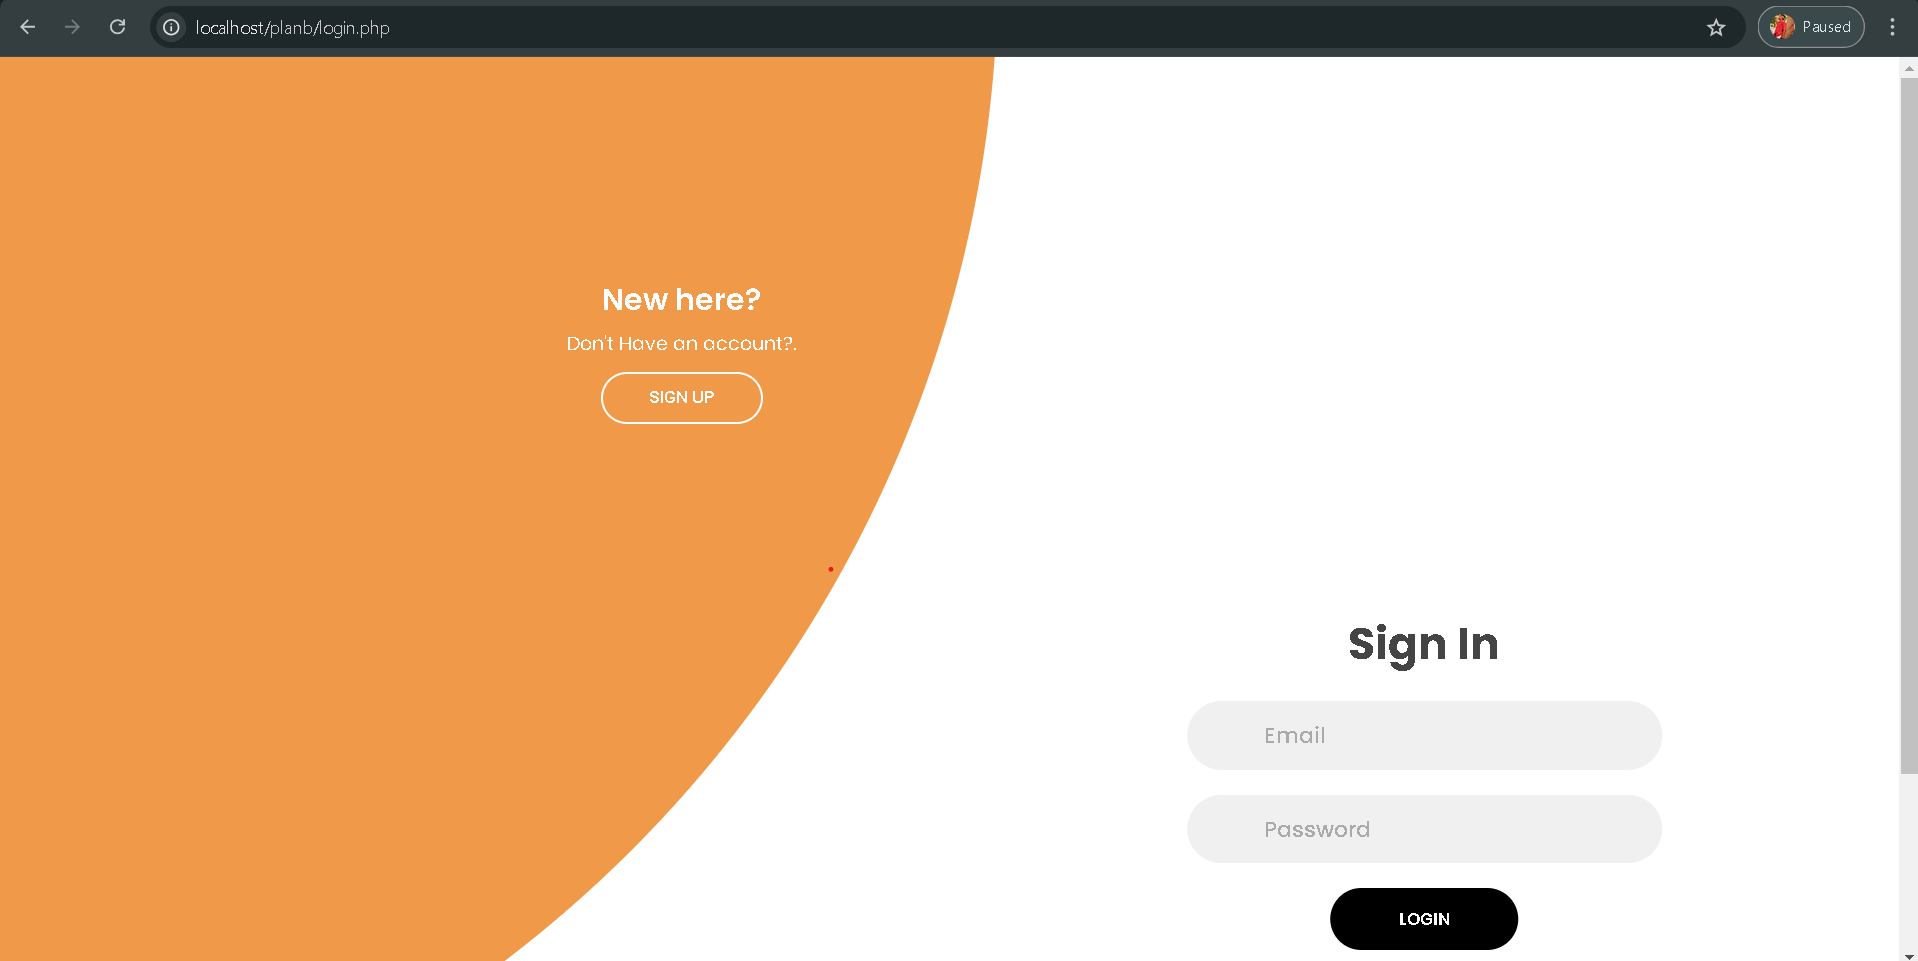 localhost/planb/login.php
Paused
New here?
Don't Have an account?.
SIGN UP
Sign In
Email
Password
LOGIN